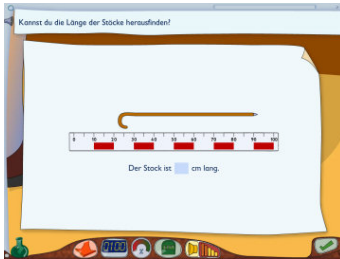 Kannst du die Länge der Stöcke herausfinden?
0 10 20 30 40 50 60 70 80 90 100
Der Stock ist cm lang.